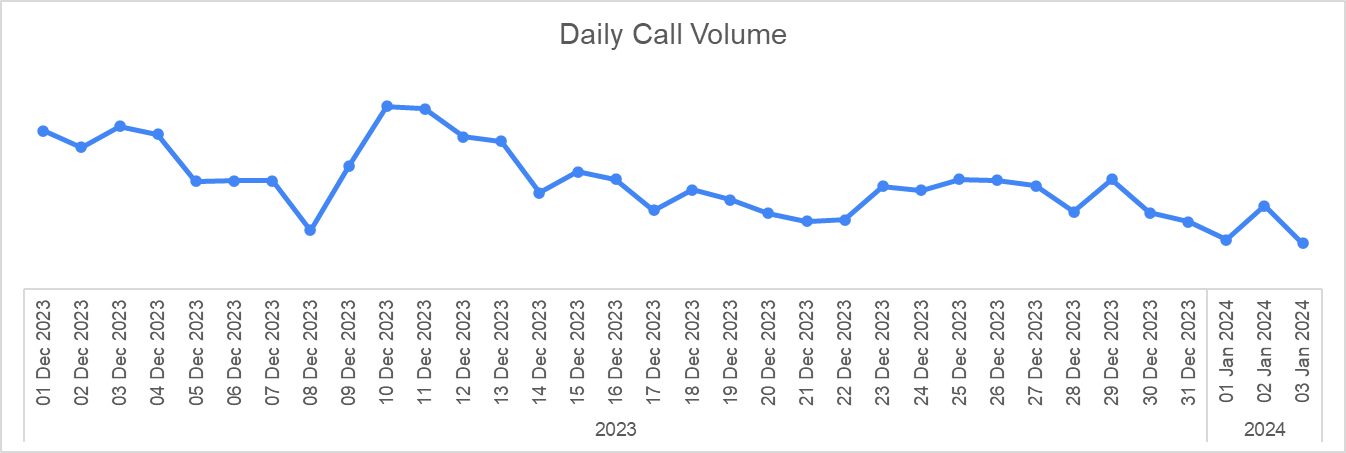 Daily Call Volume
01 Dec 2023
02 Dec 2023
03 Dec 2023
04 Dec 2023
05 Dec 2023
06 Dec 2023
07 Dec 2023
08 Dec 2023
09 Dec 2023
10 Dec 2023
11 Dec 2023
12 Dec 2023
13 Dec 2023
14 Dec 2023
15 Dec 2023
16 Dec 2023
17 Dec 2023
18 Dec 2023
19 Dec 2023
20 Dec 2023
21 Dec 2023
22 Dec 2023
23 Dec 2023
24 Dec 2023
25 Dec 2023
26 Dec 2023
27 Dec 2023
28 Dec 2023
29 Dec 2023
30 Dec 2023
31 Dec 2023
01 Jan 2024
02 Jan 2024
03 Jan 2024
2023
2024